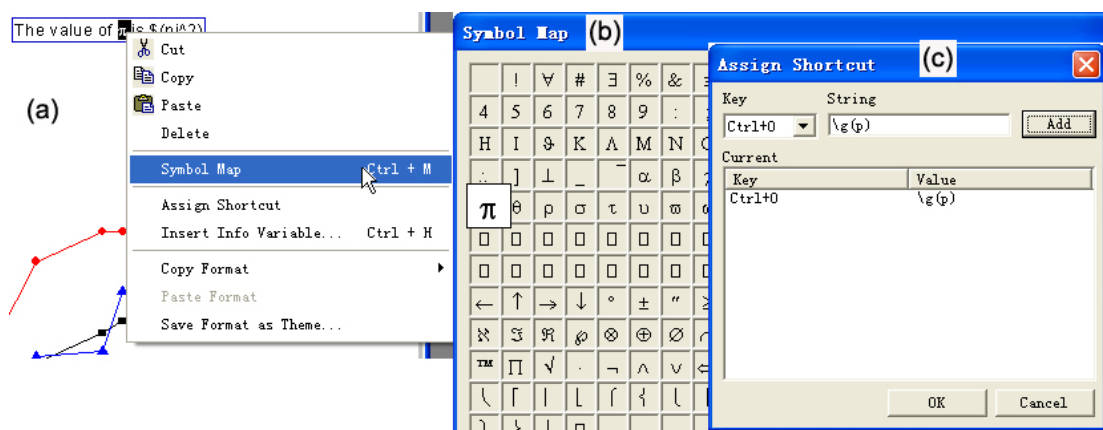 The value of π is $(pi^2)
(a)
Cut
Copy
Paste
Delete
Symbol Map Ctrl + M
Assign Shortcut
Insert Info Variable... Ctrl + H
Copy Format
Paste Format
Save Format as Theme...
Symbol Map (b)
! ∀ # ∃ % &
4 5 6 7 8 9 :
H Ι ϑ Κ Λ Μ Ν
∴ ] ⊥ _ ‾ α β
π θ ρ σ τ υ ϖ
← ↑ → ↓ ° ± ″ ≥
ℵ ℑ ℜ ℘ ⊗ ⊕ ∅
™ ∏ √ · ¬ ∧ ∨ ⇐
Assign Shortcut (c)
Key String
Ctrl+0 \g(p) Add
Current
Key Value
Ctrl+0 \g(p)
OK Cancel